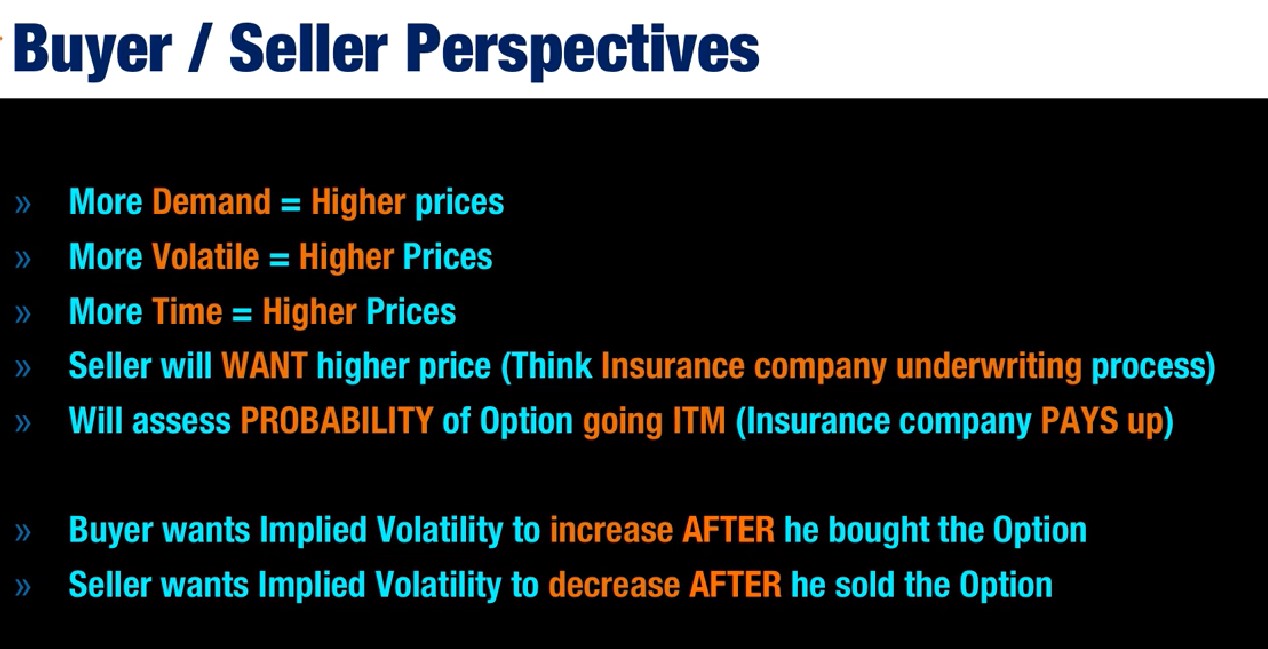 Buyer / Seller Perspectives
» More Demand = Higher prices
» More Volatile = Higher Prices
» More Time = Higher Prices
» Seller will WANT higher price (Think Insurance company underwriting process)
» Will assess PROBABILITY of Option going ITM (Insurance company PAYS up)
» Buyer wants Implied Volatility to increase AFTER he bought the Option
» Seller wants Implied Volatility to decrease AFTER he sold the Option